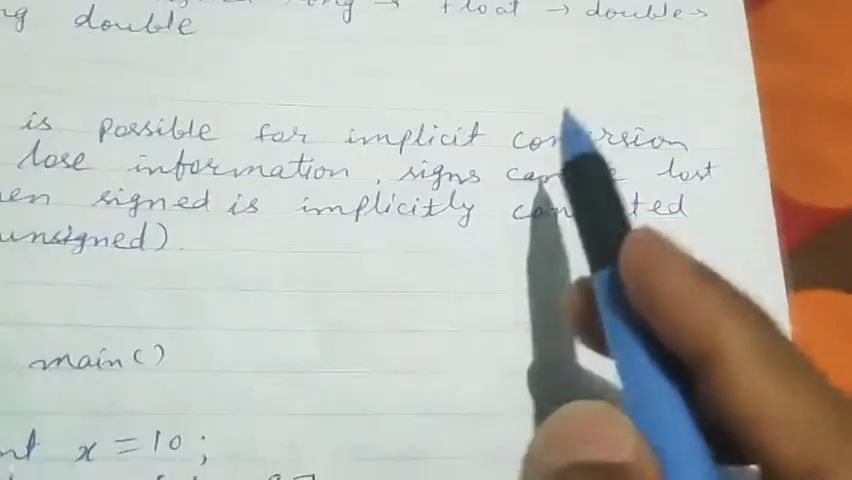 float → double →
ng double
is possible for implicit conversion
lose information, signs can be lost
en signed is implicitly converted
unsigned).
main()
nt x = 10;